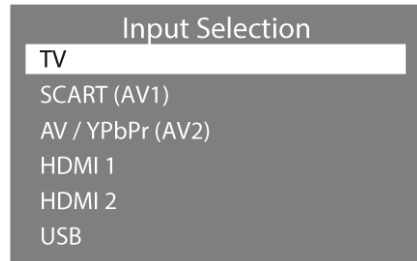 Input Selection
TV
SCART (AV1)
AV / YPbPr (AV2)
HDMI 1
HDMI 2
USB